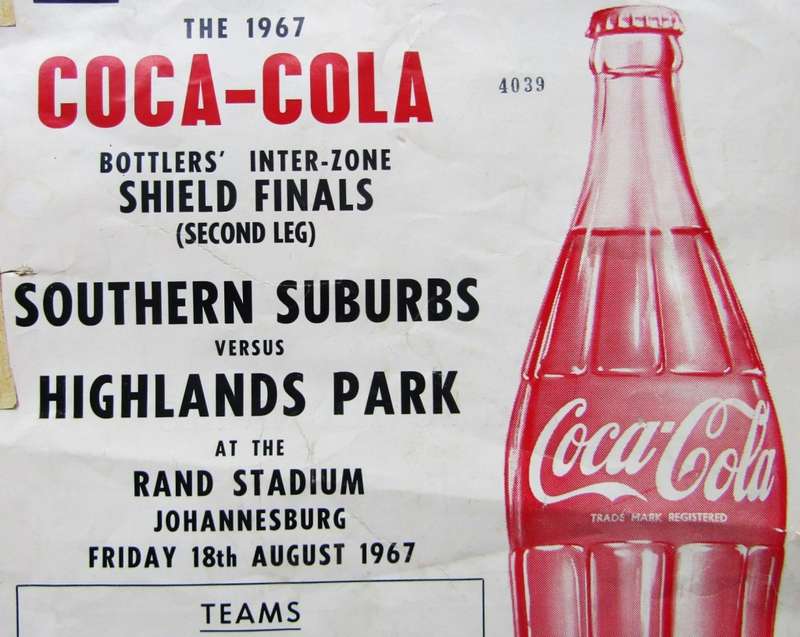 THE 1967
COCA-COLA
4039
BOTTLERS' INTER-ZONE
SHIELD FINALS
(SECOND LEG)
SOUTHERN SUBURBS
VERSUS
HIGHLANDS PARK
AT THE
RAND STADIUM
JOHANNESBURG
FRIDAY 18th AUGUST 1967
TEAMS
Coca-Cola
TRADE MARK REGISTERED